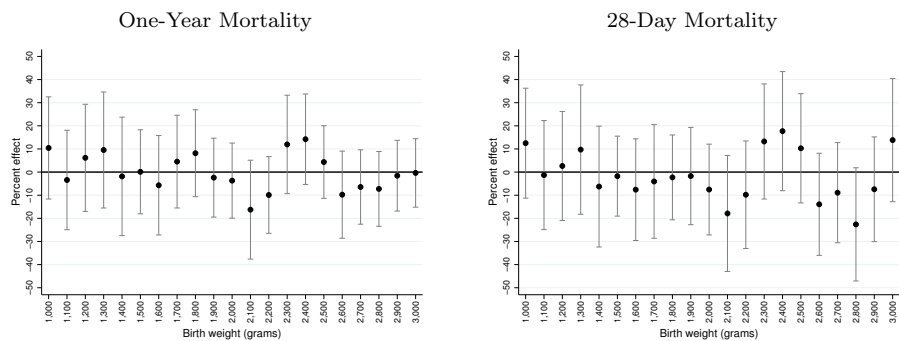 One-Year Mortality
Percent effect
50
40
30
20
10
0
−10
−20
−30
−40
−50
1,000 1,100 1,200 1,300 1,400 1,500 1,600 1,700 1,800 1,900 2,000 2,100 2,200 2,300 2,400 2,500 2,600 2,700 2,800 2,900 3,000
Birth weight (grams)
28-Day Mortality
Percent effect
50
40
30
20
10
0
−10
−20
−30
−40
−50
1,000 1,100 1,200 1,300 1,400 1,500 1,600 1,700 1,800 1,900 2,000 2,100 2,200 2,300 2,400 2,500 2,600 2,700 2,800 2,900 3,000
Birth weight (grams)